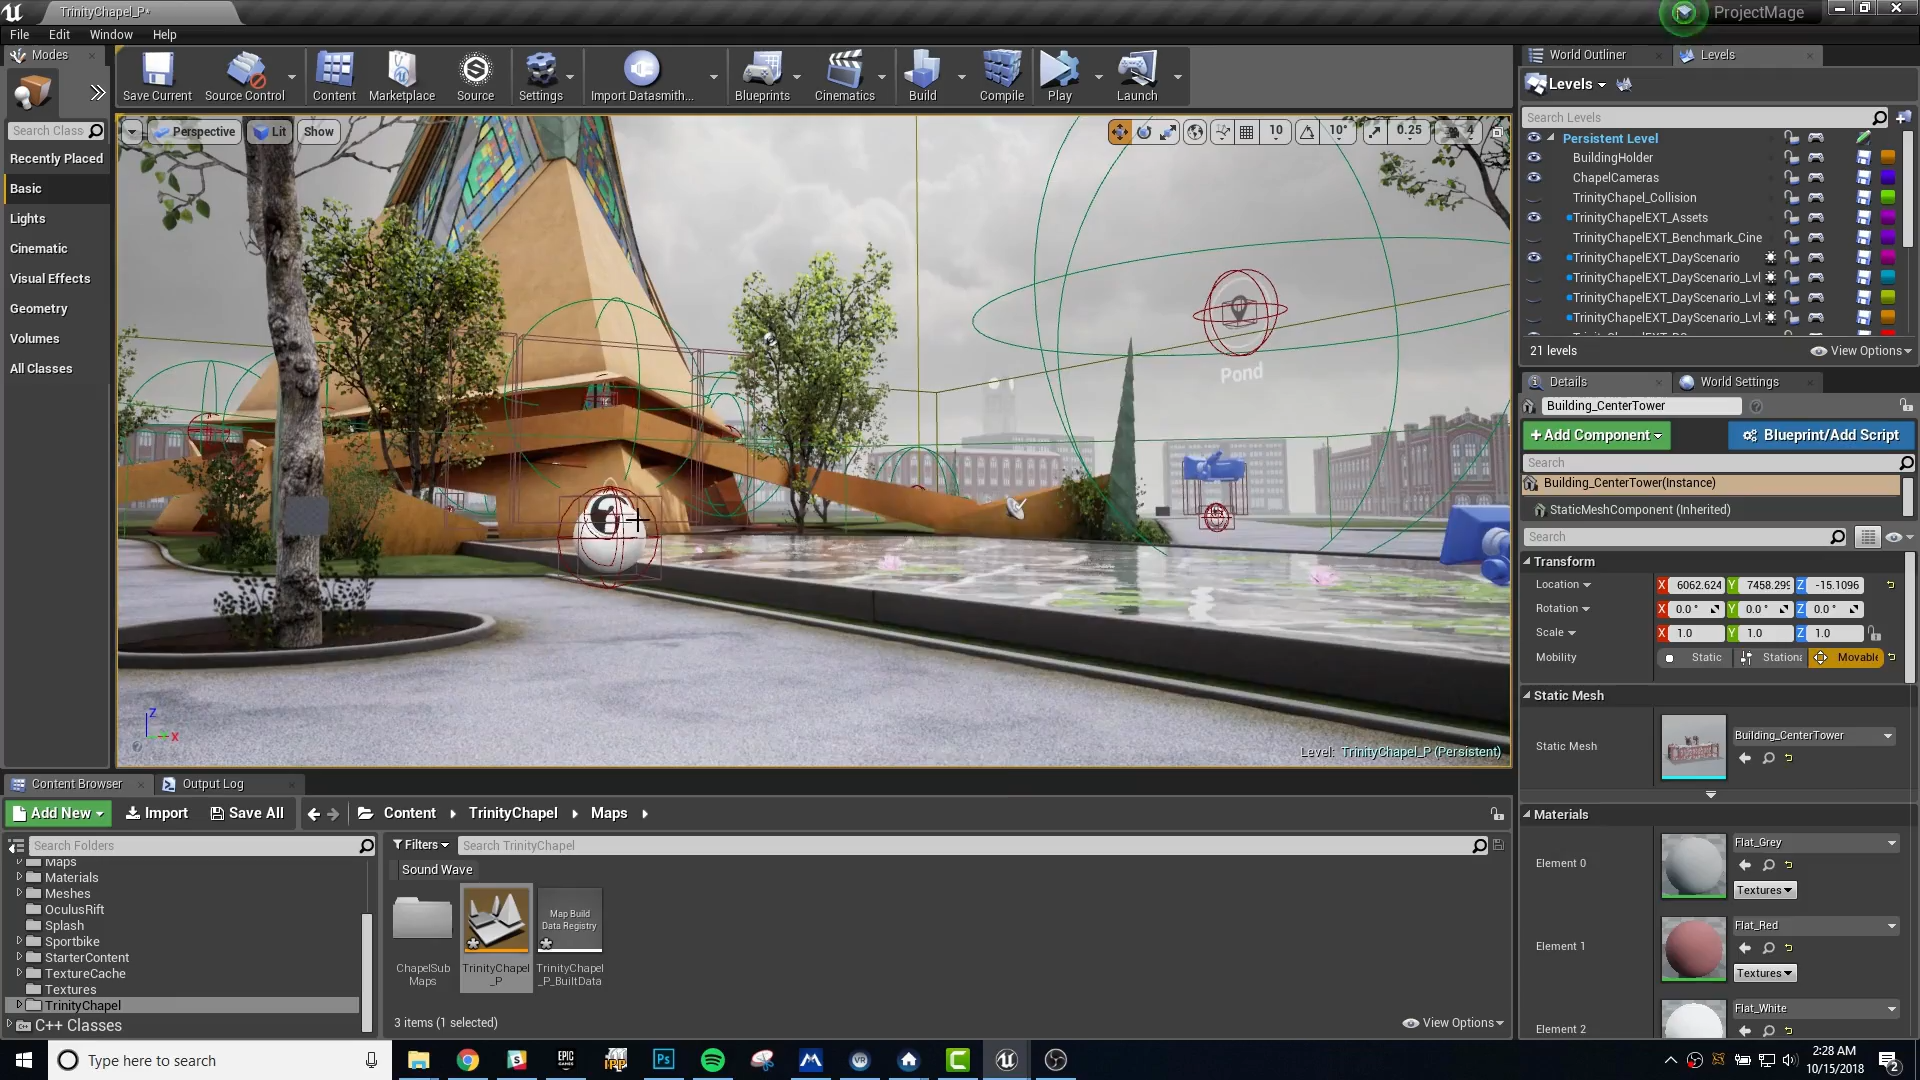 TrinityChapel_P*
ProjectMage
File Edit Window Help
Modes
Save Current
Source Control
Content
Marketplace
Source
Settings
Import Datasmith...
Blueprints
Cinematics
Build
Compile
Play
Launch
Search Class
Recently Placed
Basic
Lights
Cinematic
Visual Effects
Geometry
Volumes
All Classes
Perspective
Lit
Show
10
10°
0.25
4
Pond
Z
X
Level: TrinityChapel_P (Persistent)
World Outliner
Levels
Levels
Search Levels
Persistent Level
BuildingHolder
ChapelCameras
TrinityChapel_Collision
TrinityChapelEXT_Assets
TrinityChapelEXT_Benchmark_Cine
TrinityChapelEXT_DayScenario
TrinityChapelEXT_DayScenario_Lvl
TrinityChapelEXT_DayScenario_Lvl
TrinityChapelEXT_DayScenario_Lvl
21 levels
View Options
Details
World Settings
Building_CenterTower
+Add Component
Blueprint/Add Script
Search
Building_CenterTower(Instance)
StaticMeshComponent (Inherited)
Search
Transform
Location X 6062.624 Y 7458.299 Z -15.1096
Rotation X 0.0 ° Y 0.0 ° Z 0.0 °
Scale X 1.0 Y 1.0 Z 1.0
Mobility Static Stationa Movable
Static Mesh
Static Mesh
Building_CenterTower
Materials
Element 0
Flat_Grey
Textures
Element 1
Flat_Red
Textures
Element 2
Flat_White
Content Browser
Output Log
Add New
Import
Save All
Content
TrinityChapel
Maps
Search Folders
Maps
Materials
Meshes
OculusRift
Splash
Sportbike
StarterContent
TextureCache
Textures
TrinityChapel
C++ Classes
Filters
Search TrinityChapel
Sound Wave
Map Build
Data Registry
ChapelSub
Maps
TrinityChapel
_P
TrinityChapel
_P_BuiltData
3 items (1 selected)
View Options
Type here to search
EPIC
GAMES
Ps
VR
2:28 AM
10/15/2018
2